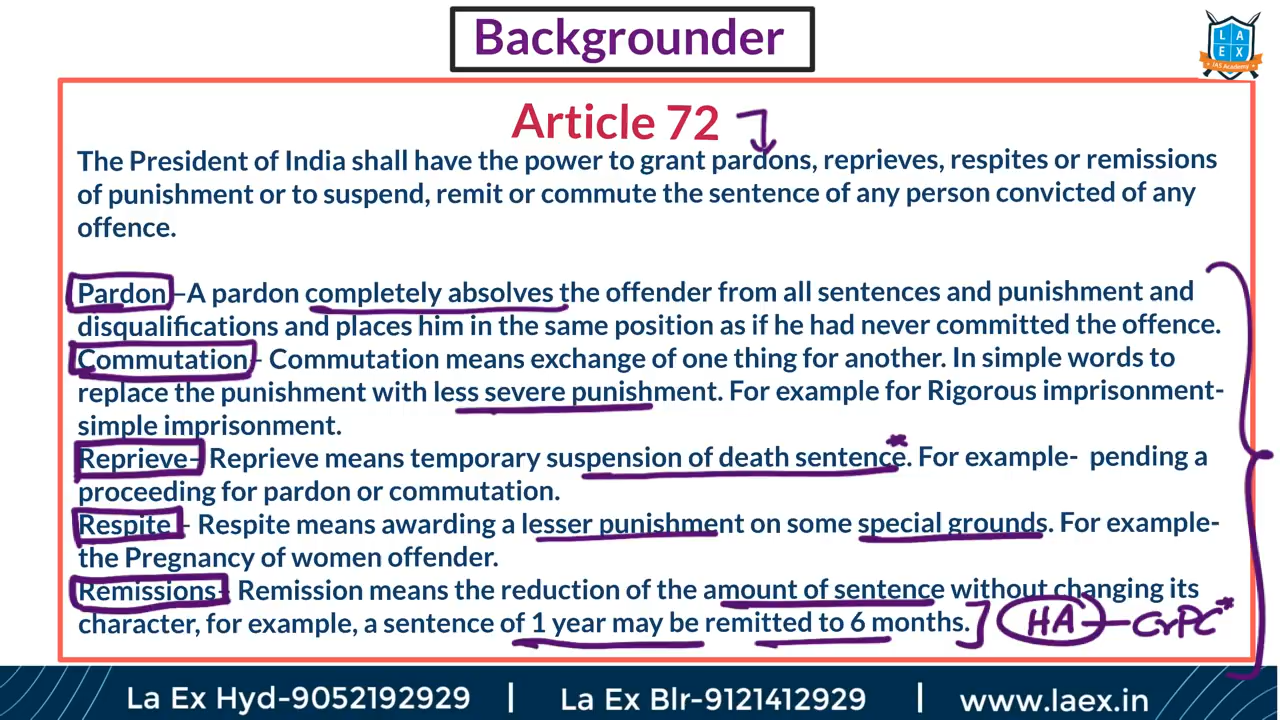 Backgrounder
L A
E X
IAS Academy
Article 72
The President of India shall have the power to grant pardons, reprieves, respites or remissions
of punishment or to suspend, remit or commute the sentence of any person convicted of any
offence.
Pardon –A pardon completely absolves the offender from all sentences and punishment and
disqualifications and places him in the same position as if he had never committed the offence.
Commutation– Commutation means exchange of one thing for another. In simple words to
replace the punishment with less severe punishment. For example for Rigorous imprisonment-
simple imprisonment.
Reprieve– Reprieve means temporary suspension of death sentence*. For example- pending a
proceeding for pardon or commutation.
Respite – Respite means awarding a lesser punishment on some special grounds. For example-
the Pregnancy of women offender.
Remissions– Remission means the reduction of the amount of sentence without changing its
character, for example, a sentence of 1 year may be remitted to 6 months. HA – CrPC*
La Ex Hyd-9052192929 | La Ex Blr-9121412929 | www.laex.in